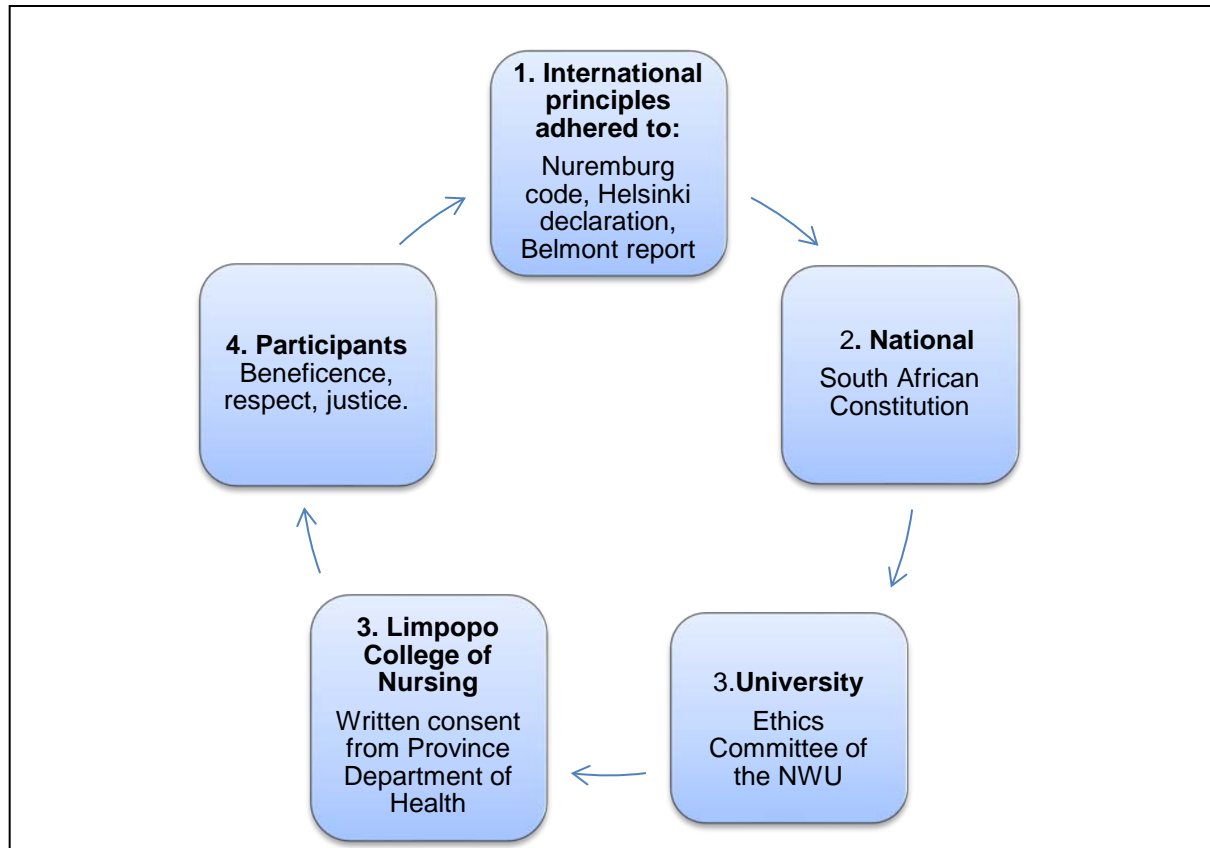 1. International
principles
adhered to:
Nuremburg
code, Helsinki
declaration,
Belmont report
2. National
South African
Constitution
3.University
Ethics
Committee of
the NWU
3. Limpopo
College of
Nursing
Written consent
from Province
Department of
Health
4. Participants
Beneficence,
respect, justice.